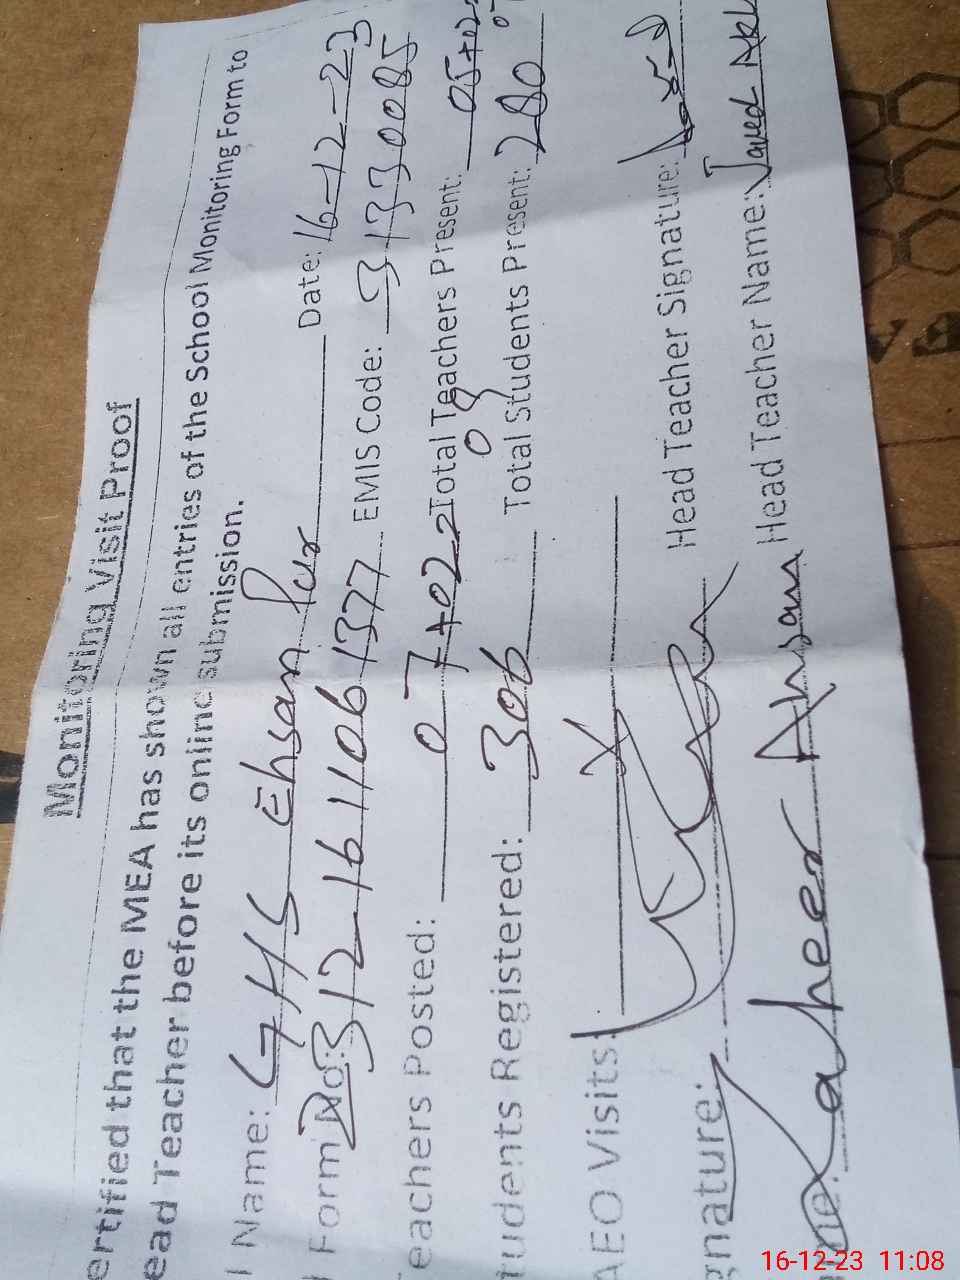 Monitoring Visit Proof
ertified that the MEA has shown all entries of the School Monitoring Form to
ead Teacher before its online submission.
l Name: GHS Ehsan Pur Date: 16-12-23
Form No: 312-1611061377 EMIS Code: 31330085
eachers Posted: 07+02 Total Teachers Present: 05+02
tudents Registered: 306 Total Students Present: 280
AEO Visits: X
gnature: Head Teacher Signature:
me: Zaheer Ahsan Head Teacher Name: Javed
16-12-23 11:08